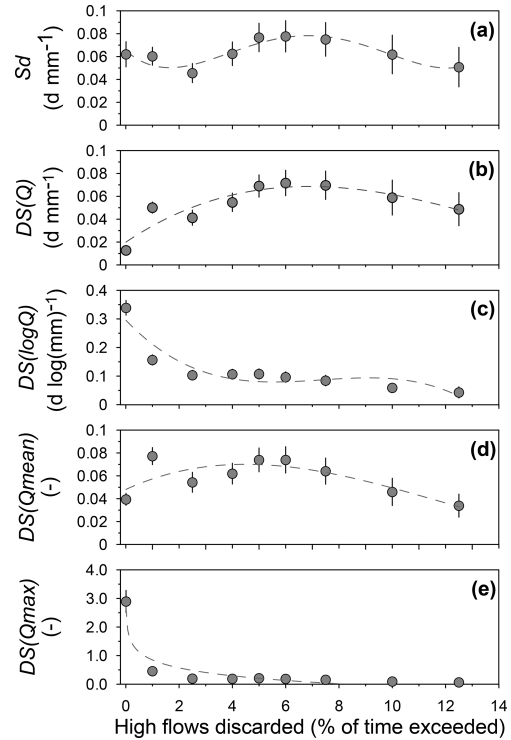 0.1
0.08
0.06
0.04
0.02
0
(a)
Sd
(d mm⁻¹)
0.1
0.08
0.06
0.04
0.02
0
(b)
DS(Q)
(d mm⁻¹)
0.4
0.3
0.2
0.1
0
(c)
DS(logQ)
(d log(mm)⁻¹)
0.1
0.08
0.06
0.04
0.02
0
(d)
DS(Qmean)
(-)
4.0
3.0
2.0
1.0
0.0
(e)
DS(Qmax)
(-)
0 2 4 6 8 10 12 14
High flows discarded (% of time exceeded)